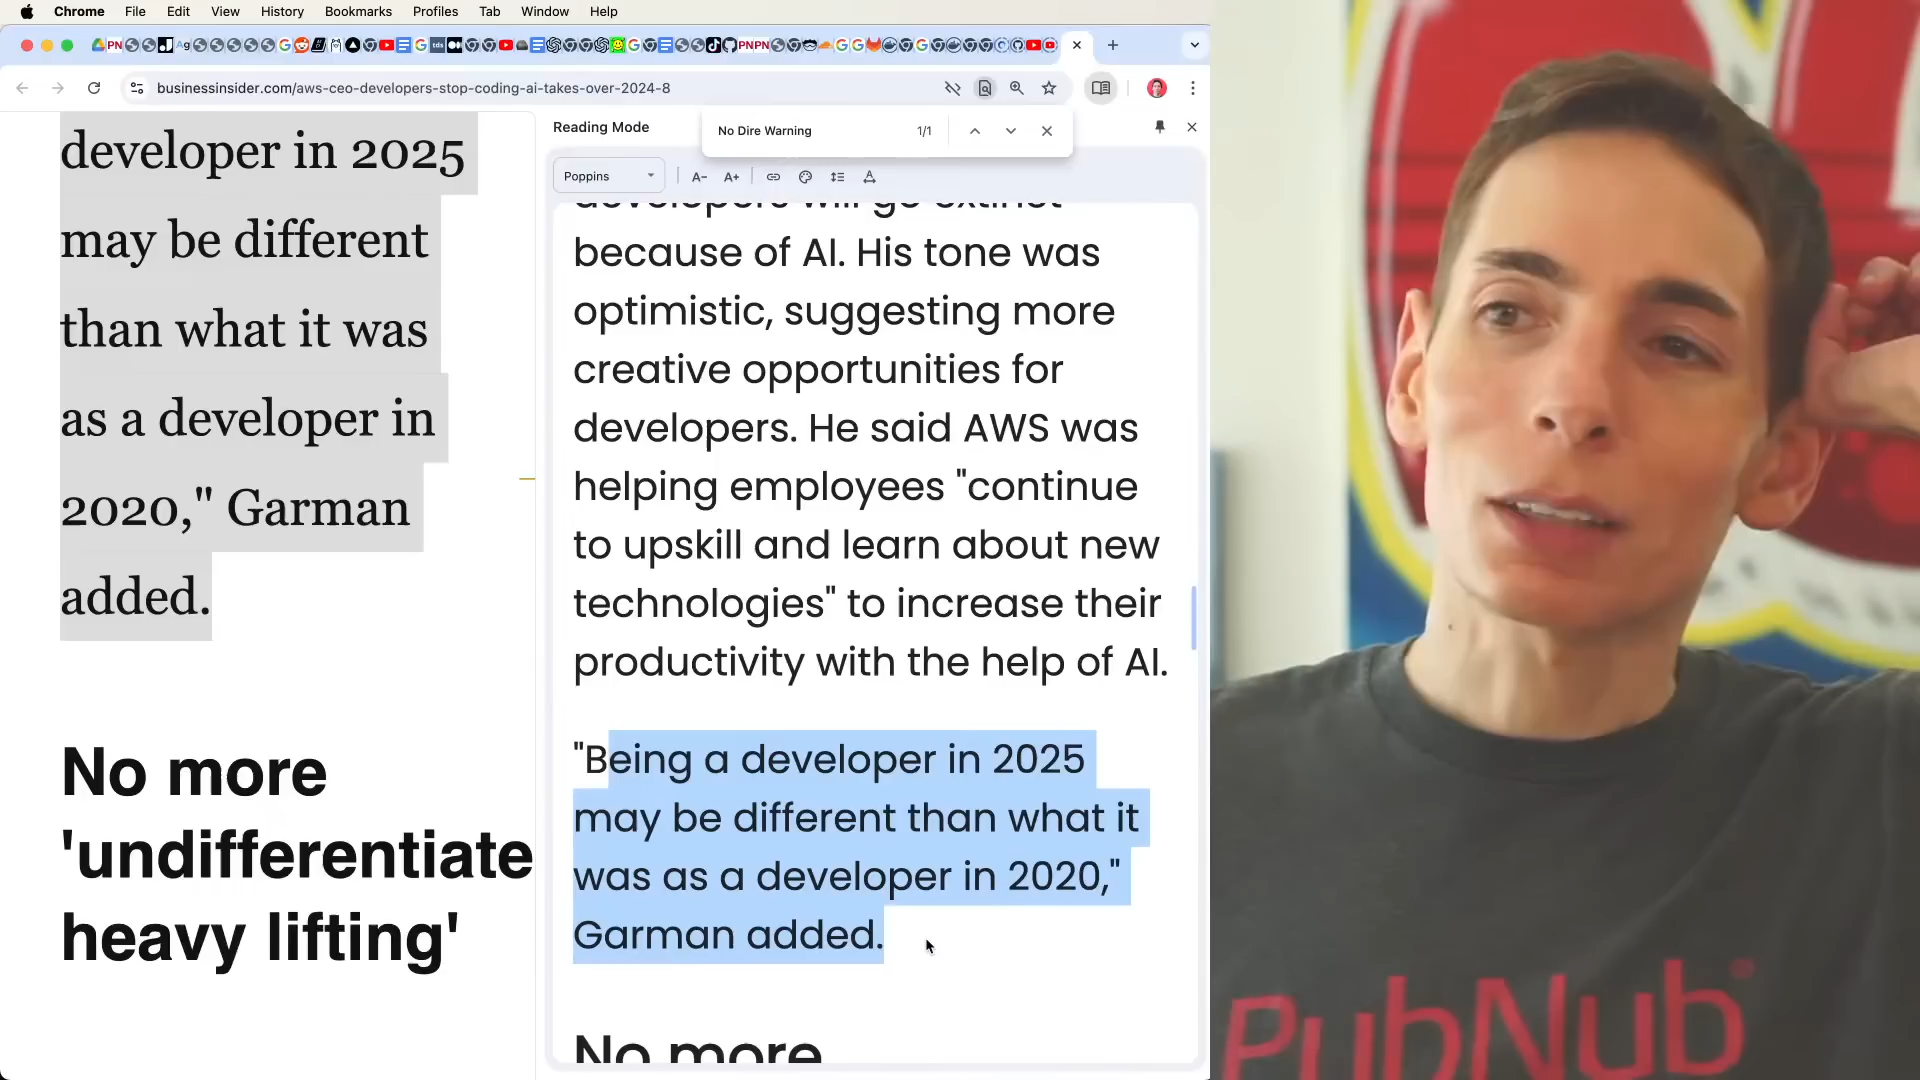 Chrome File Edit View History Bookmarks Profiles Tab Window Help
businessinsider.com/aws-ceo-developers-stop-coding-ai-takes-over-2024-8
No Dire Warning 1/1
Reading Mode
Poppins
A- A+
developer in 2025
may be different
than what it was
as a developer in
2020," Garman
added.
No more
'undifferentiate
heavy lifting'
developers will go extinct
because of AI. His tone was
optimistic, suggesting more
creative opportunities for
developers. He said AWS was
helping employees "continue
to upskill and learn about new
technologies" to increase their
productivity with the help of AI.
"Being a developer in 2025
may be different than what it
was as a developer in 2020,"
Garman added.
No more
PubNub